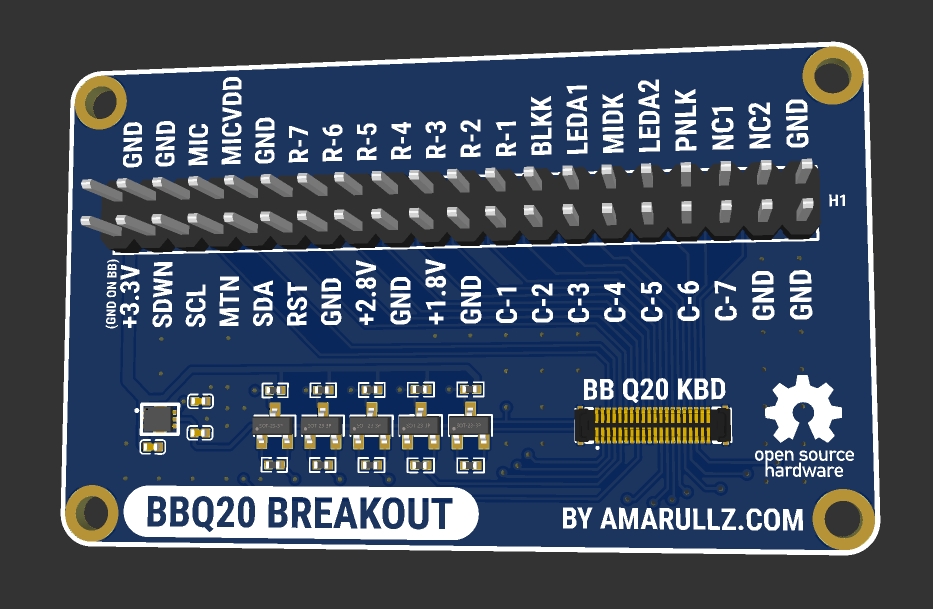 GND GND MIC MICVDD GND R-7 R-6 R-5 R-4 R-3 R-2 R-1 BLKK LEDA1 MIDK LEDA2 PNLK NC1 NC2 GND
H1
(GND ON BB)
+3.3V SDWN SCL MTN SDA RST GND +2.8V GND +1.8V GND C-1 C-2 C-3 C-4 C-5 C-6 C-7 GND GND
BB Q20 KBD
open source
hardware
BBQ20 BREAKOUT
BY AMARULLZ.COM